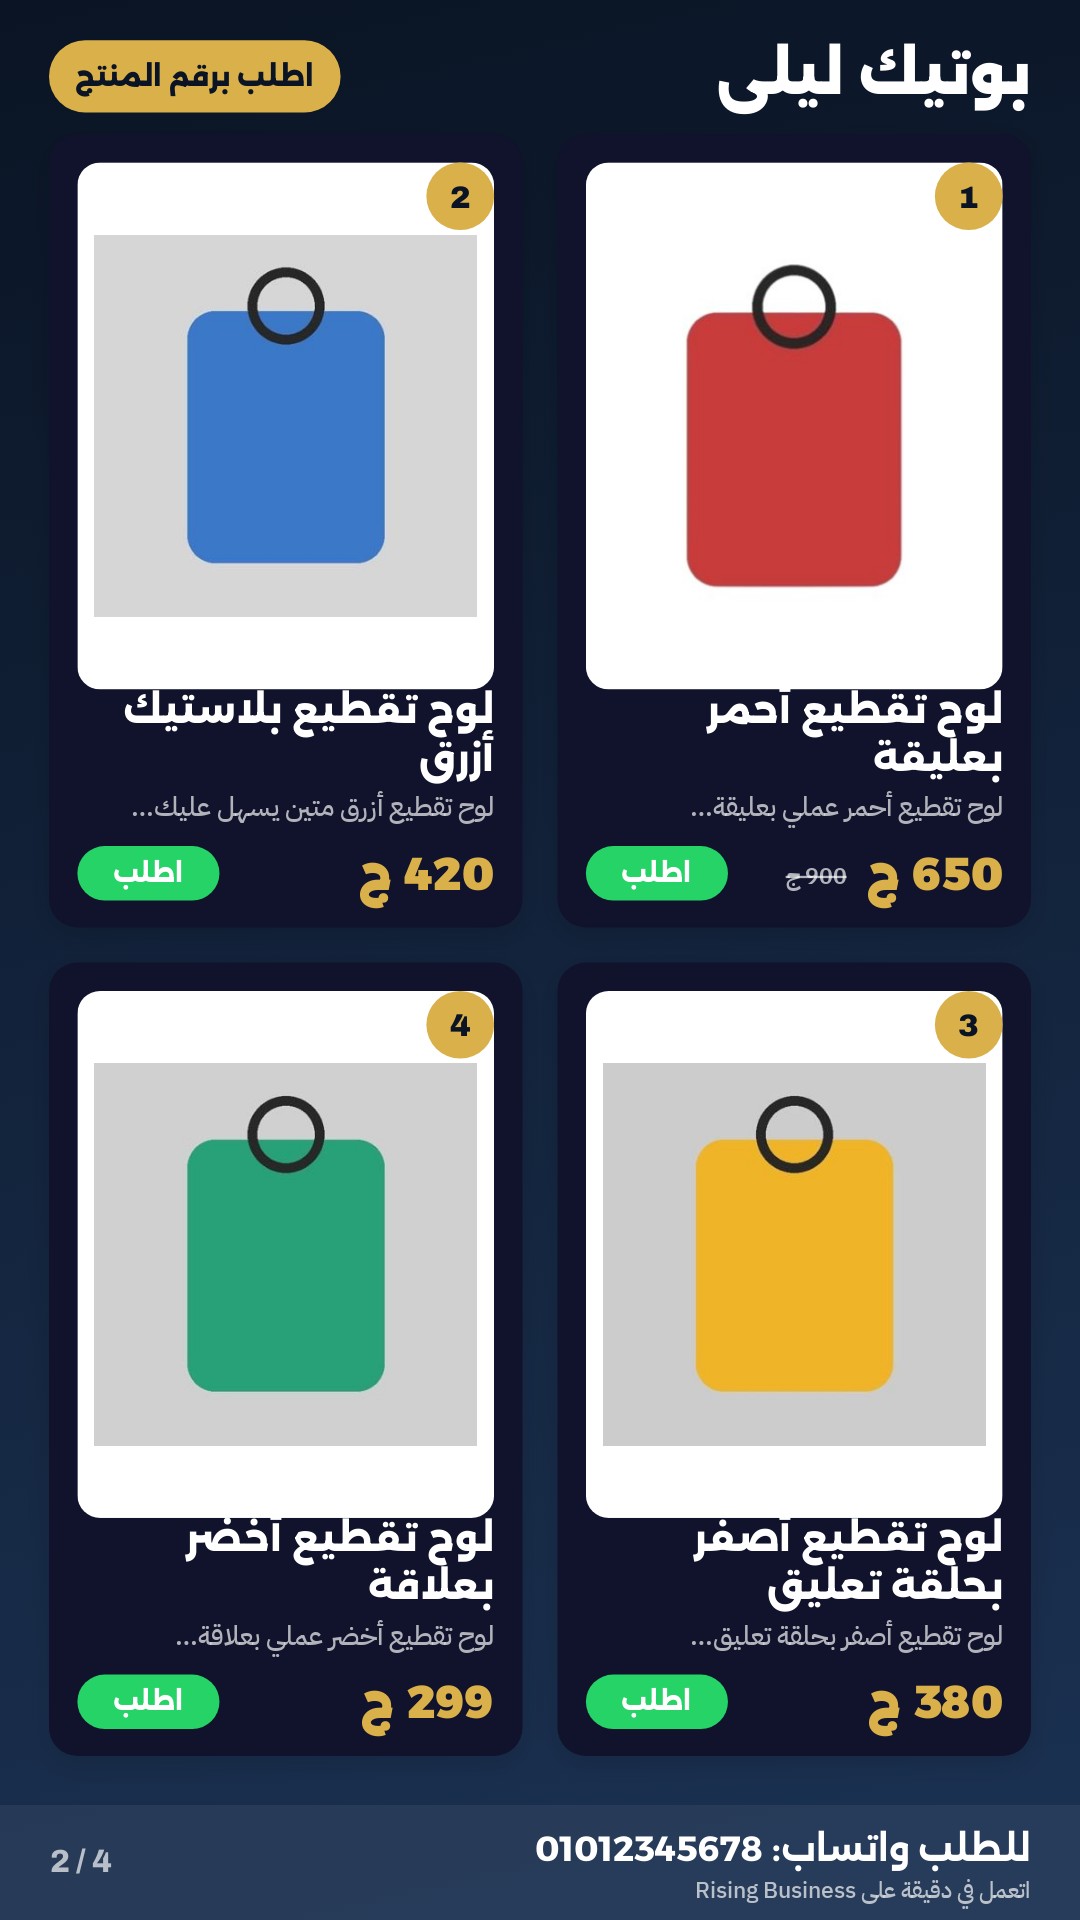 بوتيك ليلى
اطلب برقم المنتج
1
لوح تقطيع أحمر
بعليقة
لوح تقطيع أحمر عملي بعليقة...
650 ج
900 ج
اطلب
2
لوح تقطيع بلاستيك
أزرق
لوح تقطيع أزرق متين يسهل عليك...
420 ج
اطلب
3
لوح تقطيع أصفر
بحلقة تعليق
لوح تقطيع أصفر بحلقة تعليق...
380 ج
اطلب
4
لوح تقطيع أخضر
بعلاقة
لوح تقطيع أخضر عملي بعلاقة...
299 ج
اطلب
للطلب واتساب: 01012345678
اتعمل في دقيقة على Rising Business
2 / 4